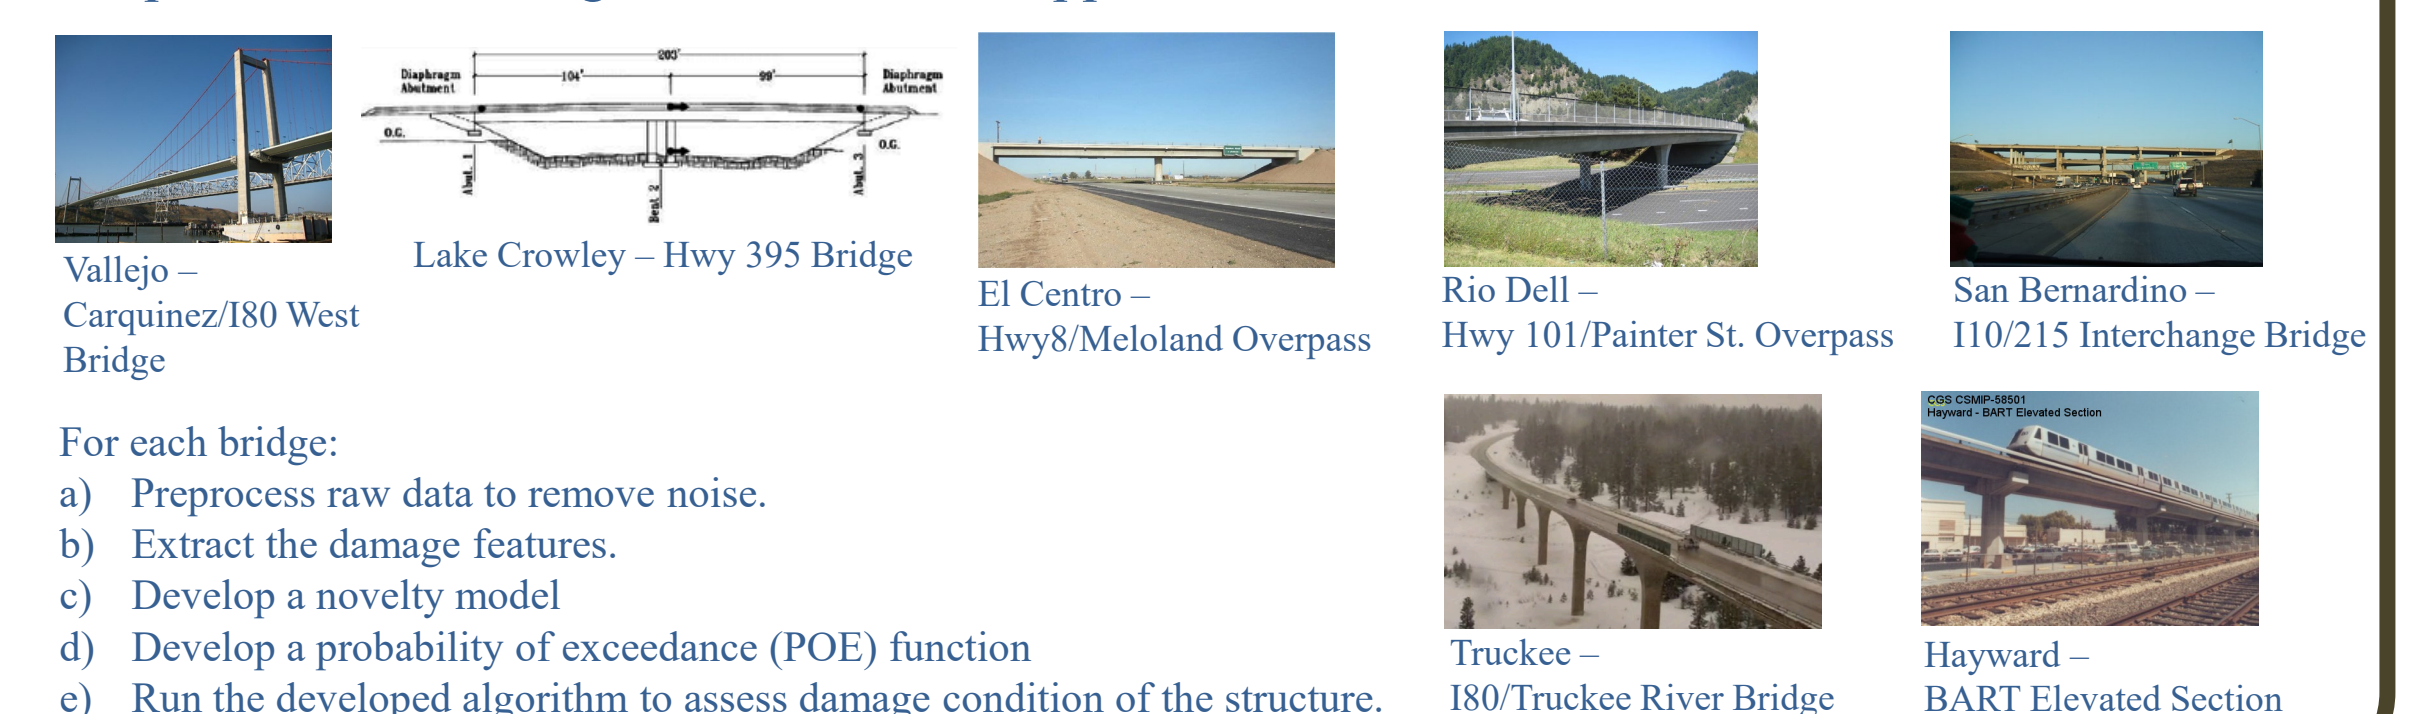 203'
104'
99'
Diaphragm
Abutment
Diaphragm
Abutment
O.G.
O.G.
Abut. 1
Bent 2
Abut. 3
Vallejo –
Carquinez/I80 West
Bridge
Lake Crowley – Hwy 395 Bridge
El Centro –
Hwy8/Meloland Overpass
Rio Dell –
Hwy 101/Painter St. Overpass
San Bernardino –
I10/215 Interchange Bridge
For each bridge:
a) Preprocess raw data to remove noise.
b) Extract the damage features.
c) Develop a novelty model
d) Develop a probability of exceedance (POE) function
e) Run the developed algorithm to assess damage condition of the structure.
Truckee –
I80/Truckee River Bridge
CGS CSMIP-58501
Hayward - BART Elevated Section
Hayward –
BART Elevated Section